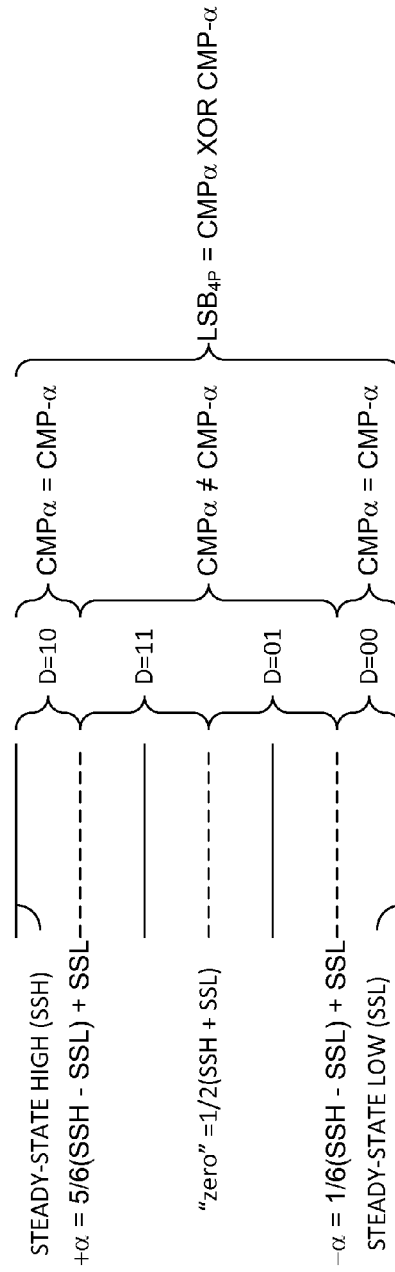 STEADY-STATE HIGH (SSH)
+α = 5/6(SSH - SSL) + SSL
“zero” =1/2(SSH + SSL)
–α = 1/6(SSH - SSL) + SSL
STEADY-STATE LOW (SSL)
D=10
D=11
D=01
D=00
CMPα = CMP-α
CMPα ≠ CMP-α
CMPα = CMP-α
LSB4P = CMPα XOR CMP-α